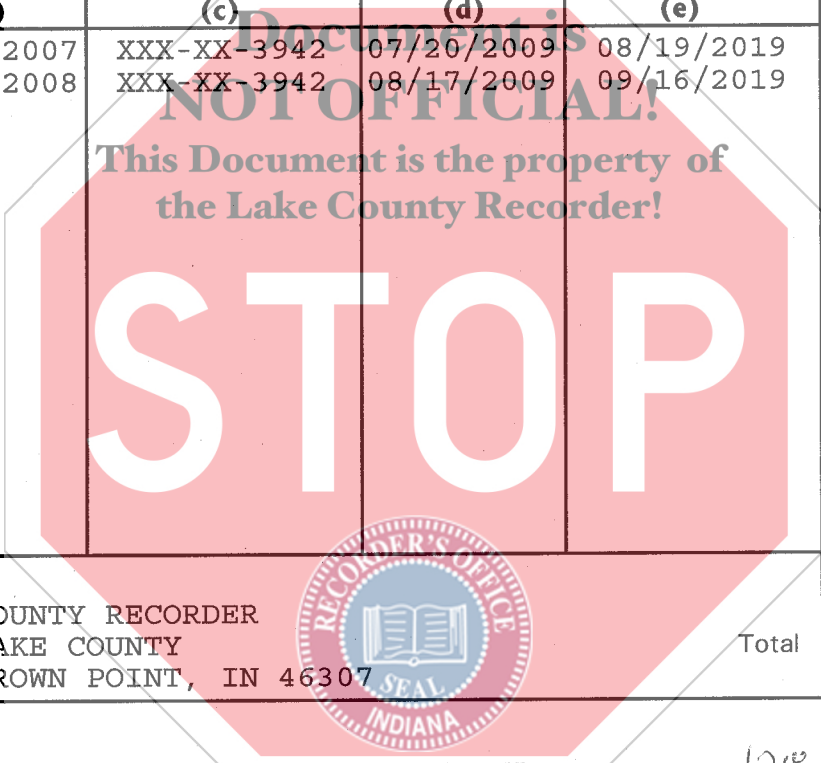 (c) (d) (e)
Document is
2007 XXX-XX-3942 07/20/2009 08/19/2019
2008 XXX-XX-3942 08/17/2009 09/16/2019
NOT OFFICIAL!
This Document is the property of
the Lake County Recorder!
STOP
RECORDER'S OFFICE
SEAL
INDIANA
OUNTY RECORDER
AKE COUNTY
ROWN POINT, IN 46307
Total